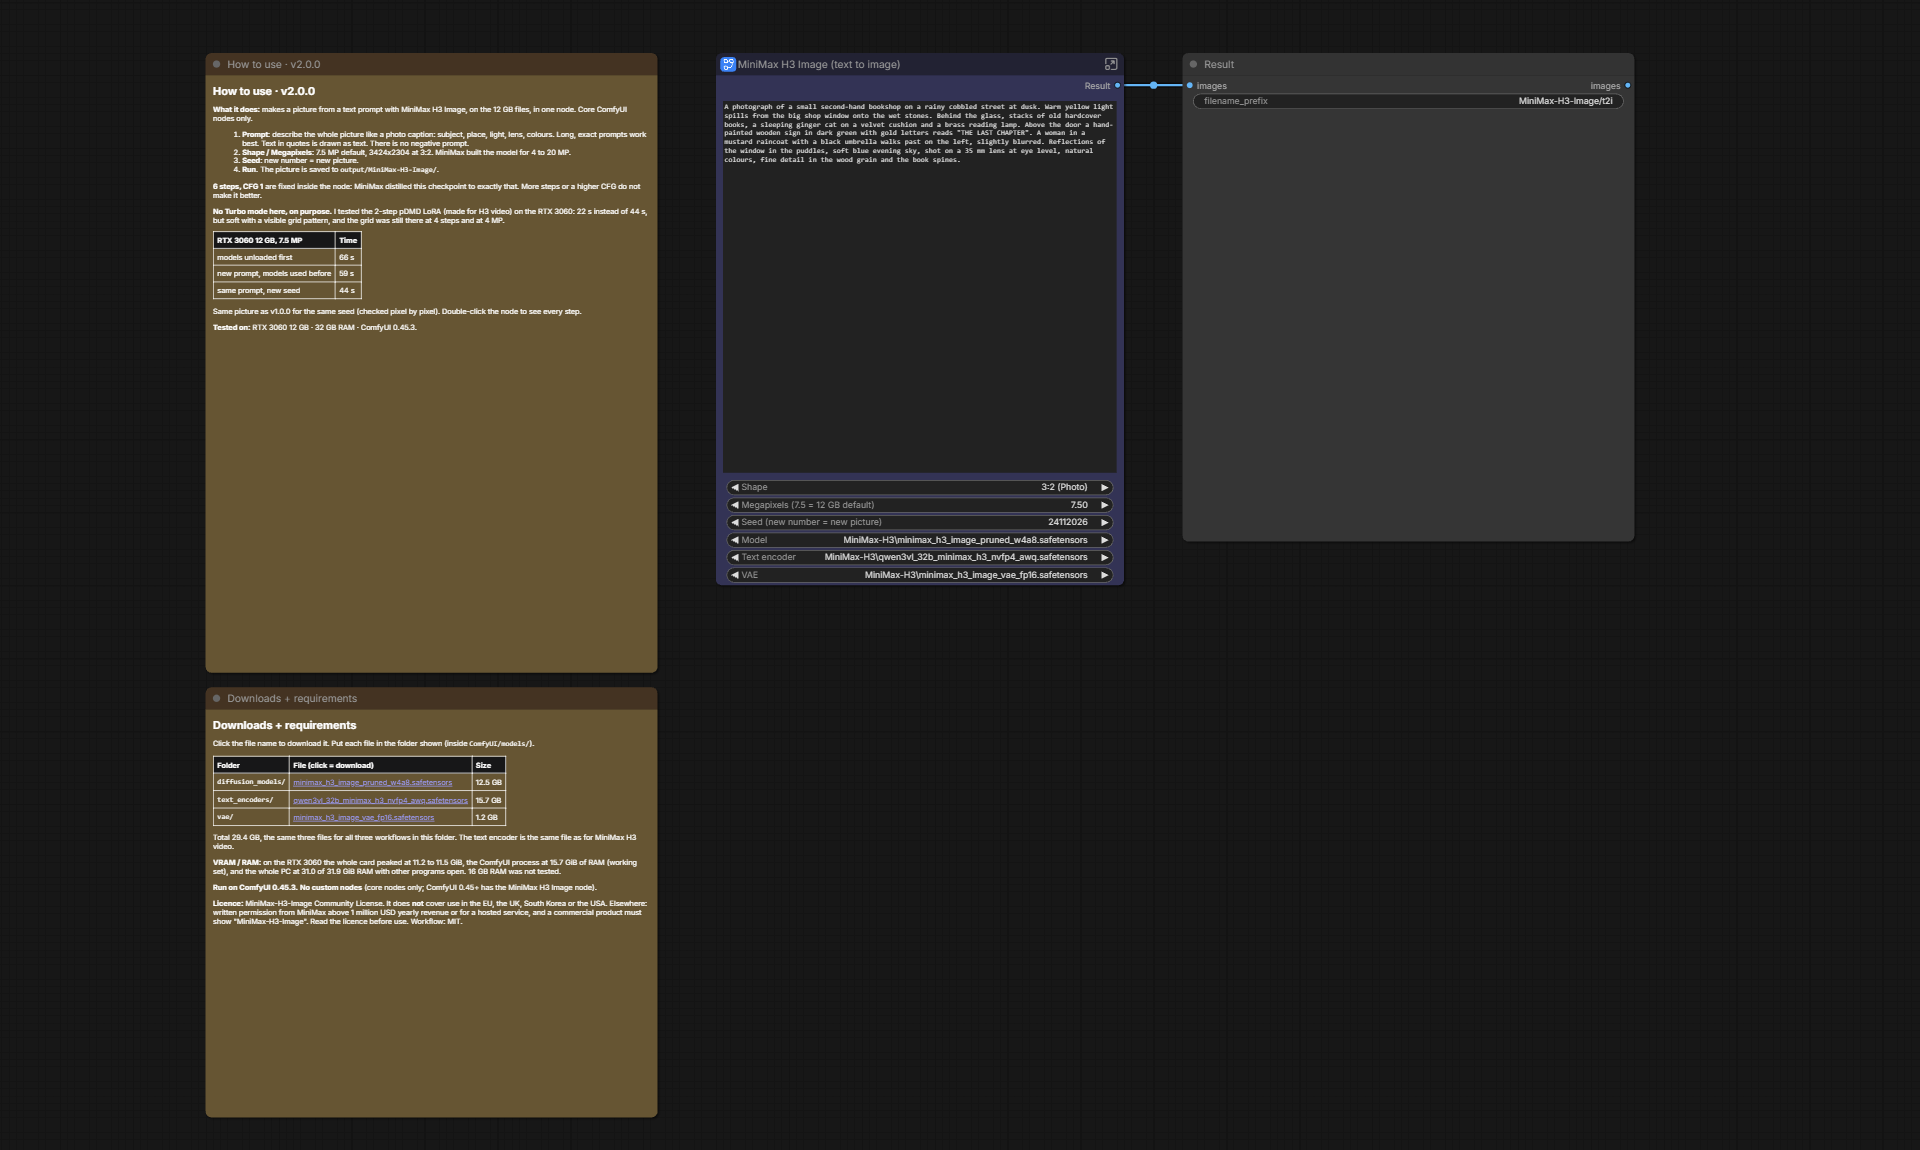 How to use · v2.0.0
How to use · v2.0.0
What it does: makes a picture from a text prompt with MiniMax H3 Image, on the 12 GB files, in one node. Core ComfyUI
nodes only.
1. Prompt: describe the whole picture like a photo caption: subject, place, light, lens, colours. Long, exact prompts work
best. Text in quotes is drawn as text. There is no negative prompt.
2. Shape / Megapixels: 7.5 MP default, 3424x2304 at 3:2. MiniMax built the model for 4 to 20 MP.
3. Seed: new number = new picture.
4. Run. The picture is saved to output/MiniMax-H3-Image/.
6 steps, CFG 1 are fixed inside the node: MiniMax distilled this checkpoint to exactly that. More steps or a higher CFG do not
make it better.
No Turbo mode here, on purpose. I tested the 2-step pDMD LoRA (made for H3 video) on the RTX 3060: 22 s instead of 44 s,
but soft with a visible grid pattern, and the grid was still there at 4 steps and at 4 MP.
RTX 3060 12 GB, 7.5 MP Time
models unloaded first 66 s
new prompt, models used before 59 s
same prompt, new seed 44 s
Same picture as v1.0.0 for the same seed (checked pixel by pixel). Double-click the node to see every step.
Tested on: RTX 3060 12 GB · 32 GB RAM · ComfyUI 0.45.3.
Downloads + requirements
Downloads + requirements
Click the file name to download it. Put each file in the folder shown (inside ComfyUI/models/).
Folder File (click = download) Size
diffusion_models/ minimax_h3_image_pruned_w4a8.safetensors 12.5 GB
text_encoders/ qwen3vl_32b_minimax_h3_nvfp4_awq.safetensors 15.7 GB
vae/ minimax_h3_image_vae_fp16.safetensors 1.2 GB
Total 29.4 GB, the same three files for all three workflows in this folder. The text encoder is the same file as for MiniMax H3
video.
VRAM / RAM: on the RTX 3060 the whole card peaked at 11.2 to 11.5 GiB, the ComfyUI process at 15.7 GiB of RAM (working
set), and the whole PC at 31.0 of 31.9 GiB RAM with other programs open. 16 GB RAM was not tested.
Run on ComfyUI 0.45.3. No custom nodes (core nodes only; ComfyUI 0.45+ has the MiniMax H3 Image node).
Licence: MiniMax-H3-Image Community License. It does not cover use in the EU, the UK, South Korea or the USA. Elsewhere:
written permission from MiniMax above 1 million USD yearly revenue or for a hosted service, and a commercial product must
show "MiniMax-H3-Image". Read the licence before use. Workflow: MIT.
MiniMax H3 Image (text to image)
Result
A photograph of a small second-hand bookshop on a rainy cobbled street at dusk. Warm yellow light
spills from the big shop window onto the wet stones. Behind the glass, stacks of old hardcover
books, a sleeping ginger cat on a velvet cushion and a brass reading lamp. Above the door a hand-
painted wooden sign in dark green with gold letters reads "THE LAST CHAPTER". A woman in a
mustard raincoat with a black umbrella walks past on the left, slightly blurred. Reflections of
the window in the puddles, soft blue evening sky, shot on a 35 mm lens at eye level, natural
colours, fine detail in the wood grain and the book spines.
Shape 3:2 (Photo)
Megapixels (7.5 = 12 GB default) 7.50
Seed (new number = new picture) 24112026
Model MiniMax-H3\minimax_h3_image_pruned_w4a8.safetensors
Text encoder MiniMax-H3\qwen3vl_32b_minimax_h3_nvfp4_awq.safetensors
VAE MiniMax-H3\minimax_h3_image_vae_fp16.safetensors
Result
images images
filename_prefix MiniMax-H3-Image/t2i